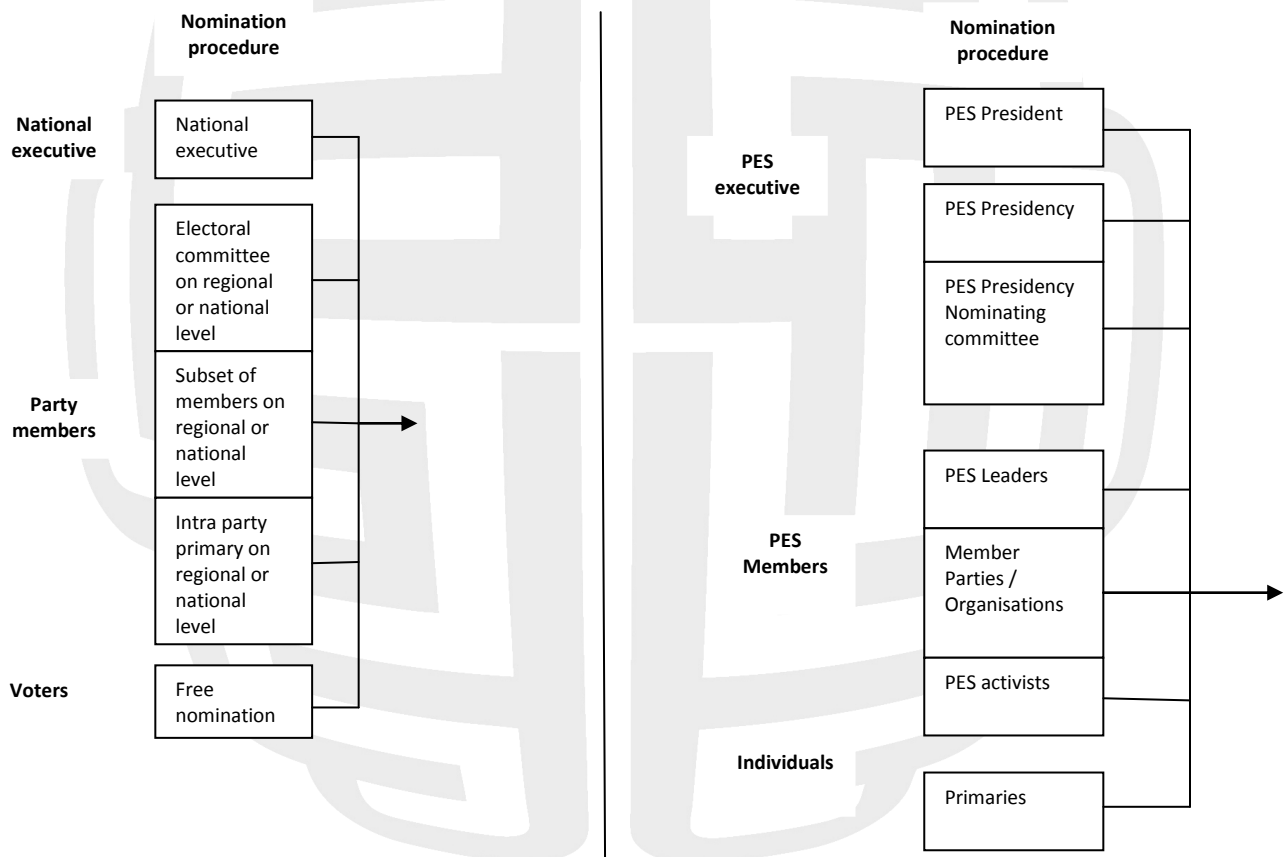 Nomination
procedure
National
executive
National
executive
Electoral
committee
on regional
or national
level
Party
members
Subset of
members on
regional or
national
level
Intra party
primary on
regional or
national
level
Voters
Free
nomination
Nomination
procedure
PES
executive
PES President
PES Presidency
PES Presidency
Nominating
committee
PES
Members
PES Leaders
Member
Parties /
Organisations
PES activists
Individuals
Primaries